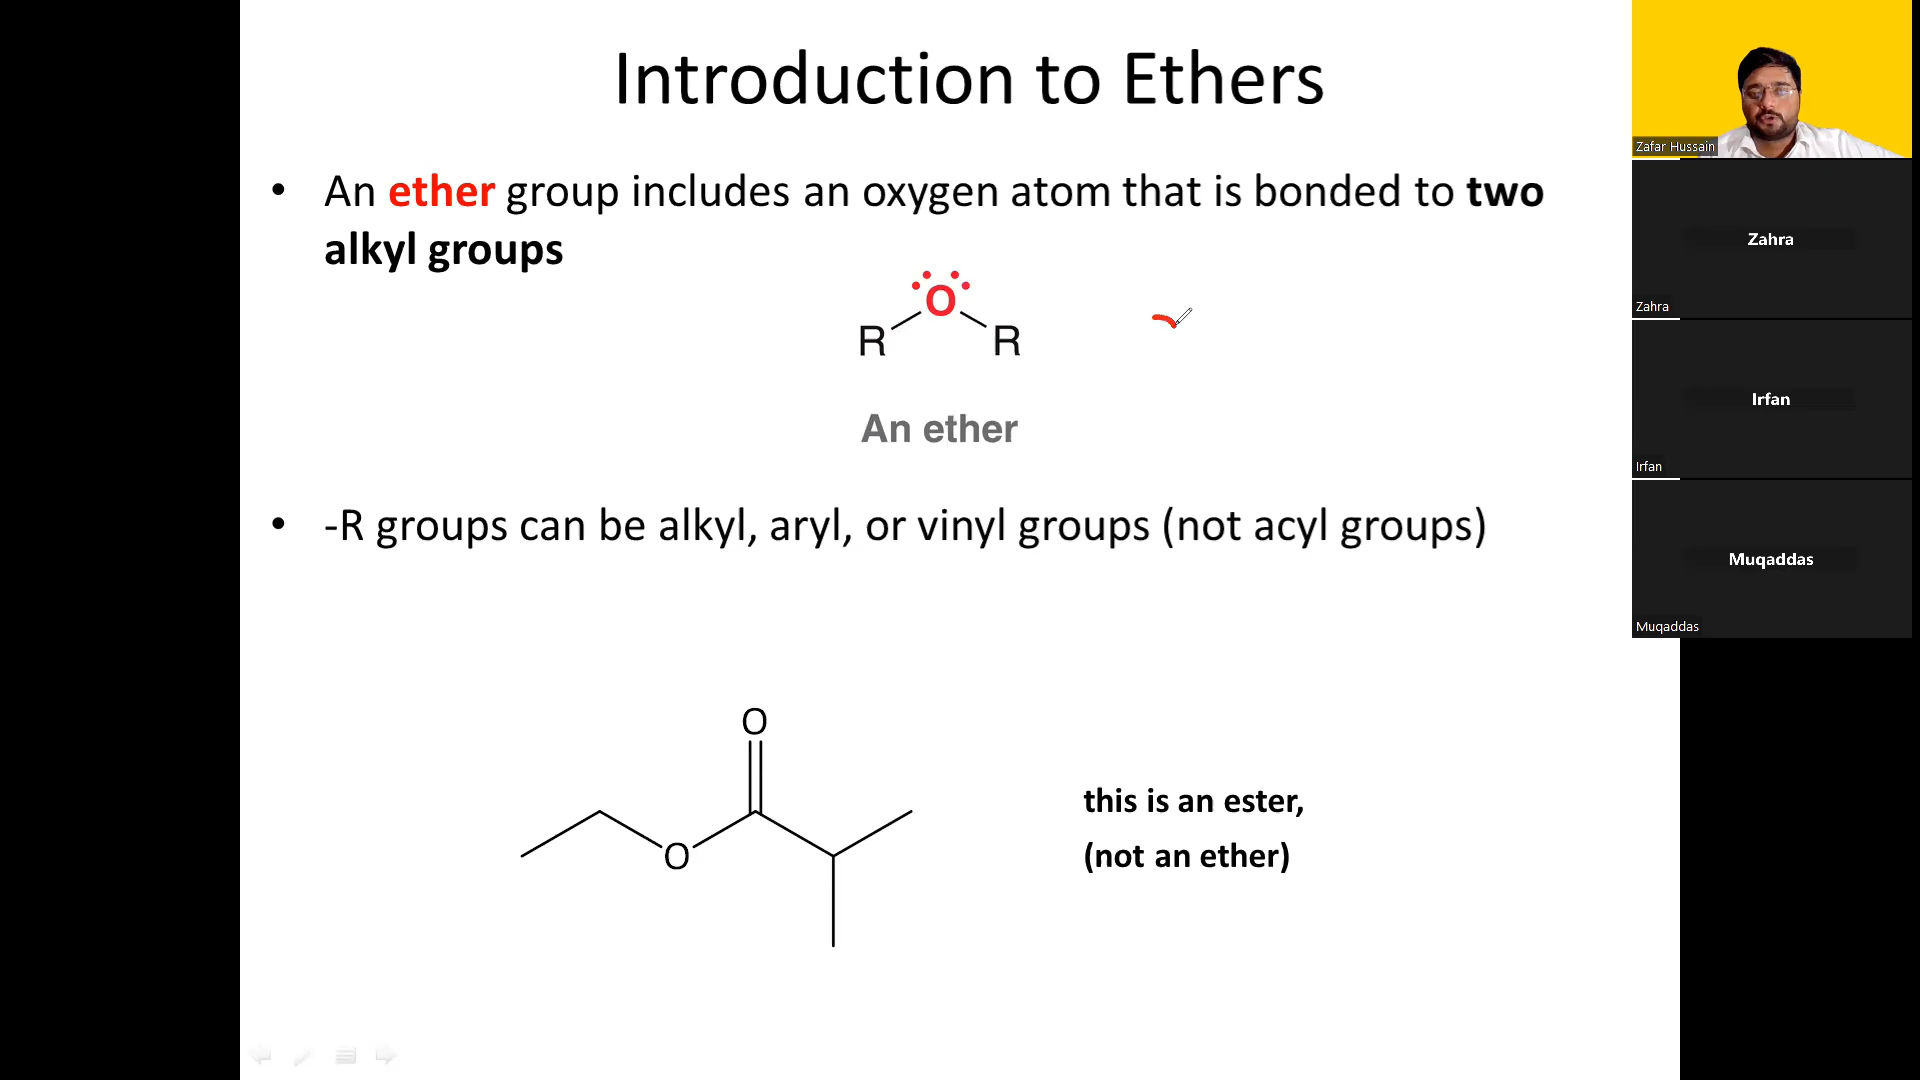 Introduction to Ethers
• An ether group includes an oxygen atom that is bonded to two
alkyl groups
O
R R
An ether
• -R groups can be alkyl, aryl, or vinyl groups (not acyl groups)
O
O
this is an ester,
(not an ether)
Zafar Hussain
Zahra
Zahra
Irfan
Irfan
Muqaddas
Muqaddas